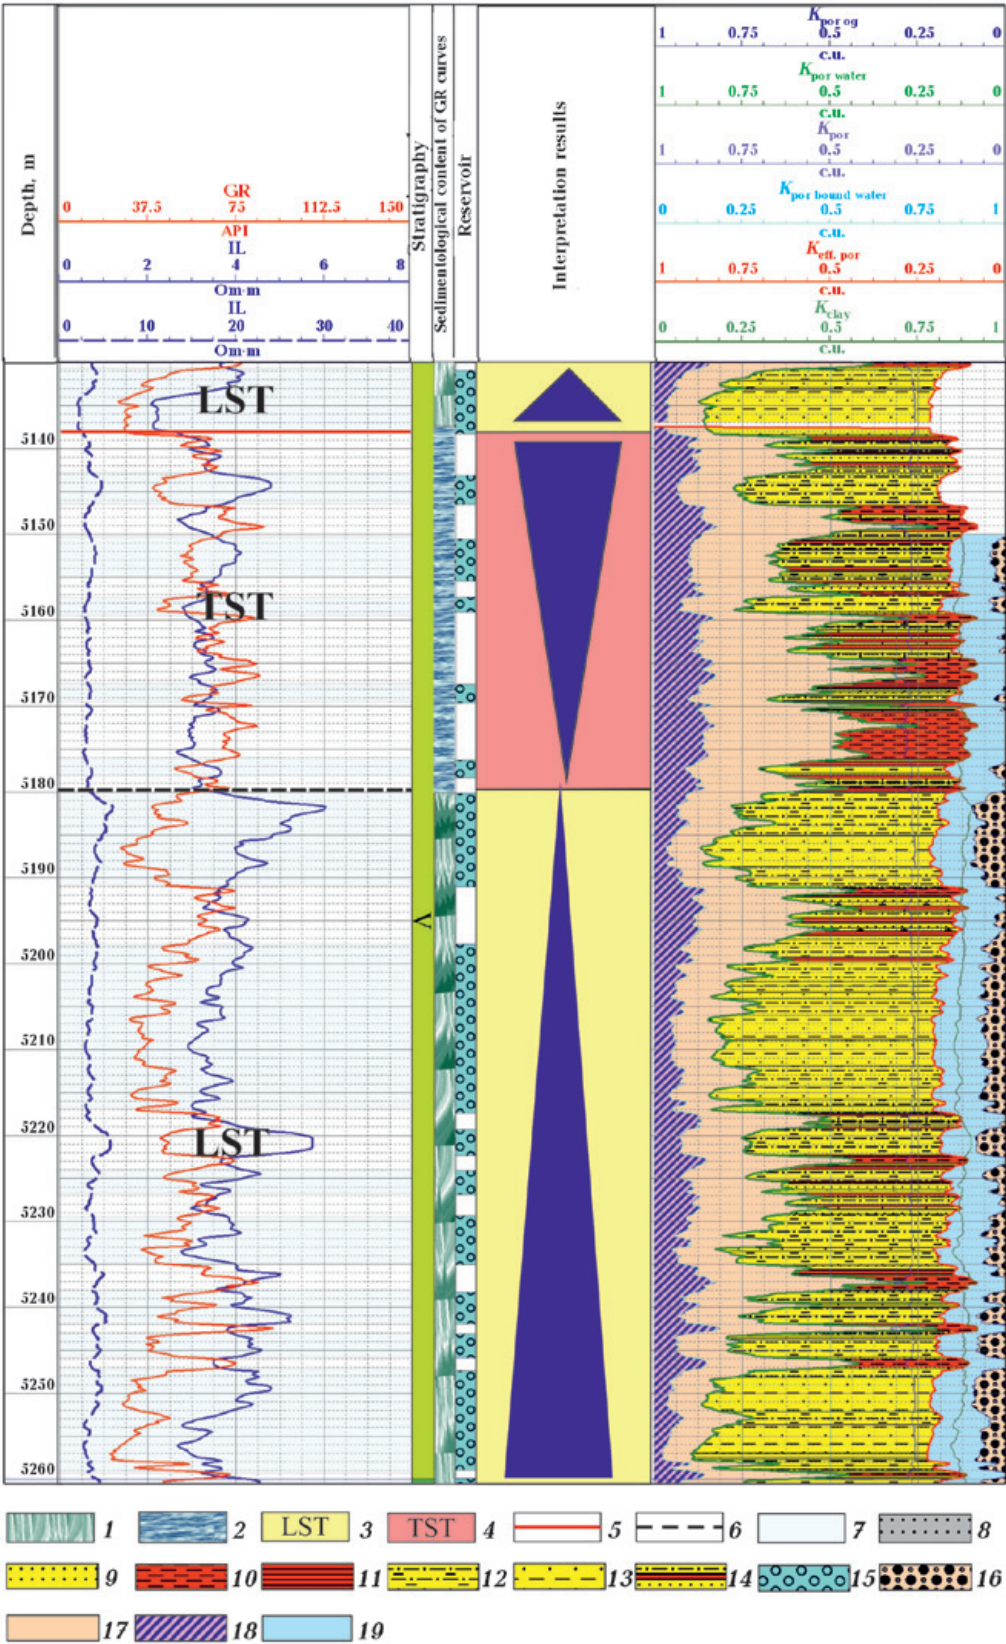 Depth, m
GR
0 37.5 75 112.5 150
API
IL
0 2 4 6 8
Om·m
IL
0 10 20 30 40
Om·m
Stratigraphy
Sedimentological content of GR curves
Reservoir
Interpretation results
K por og
1 0.75 0.5 0.25 0
c.u.
K por water
1 0.75 0.5 0.25 0
c.u.
K por
1 0.75 0.5 0.25 0
c.u.
K por bound water
0 0.25 0.5 0.75 1
c.u.
K eff. por
1 0.75 0.5 0.25 0
c.u.
K clay
0 0.25 0.5 0.75 1
c.u.
LST
5140
5150
TST
5160
5170
5180
5190
V
5200
5210
LST
5220
5230
5240
5250
5260
1 2 LST 3 TST 4 5 6 7 8
9 10 11 12 13 14 15 16
17 18 19